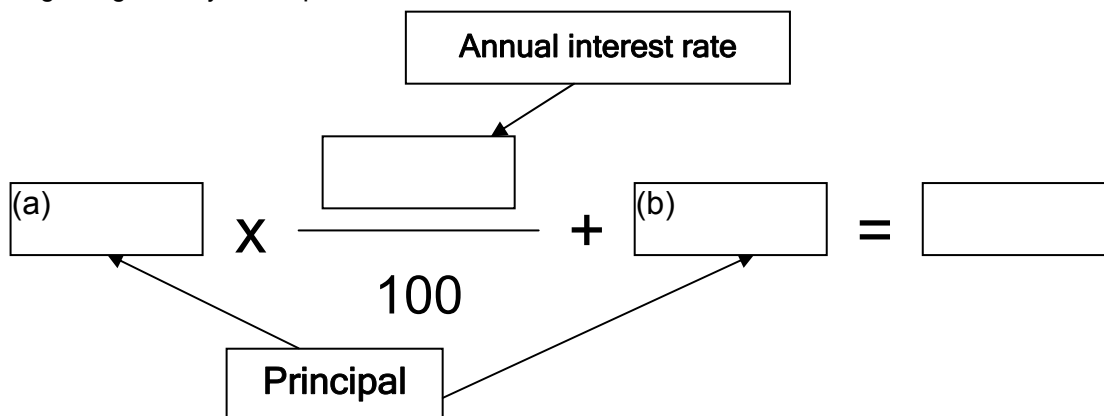 Annual interest rate
(a) x + (b) =
100
Principal